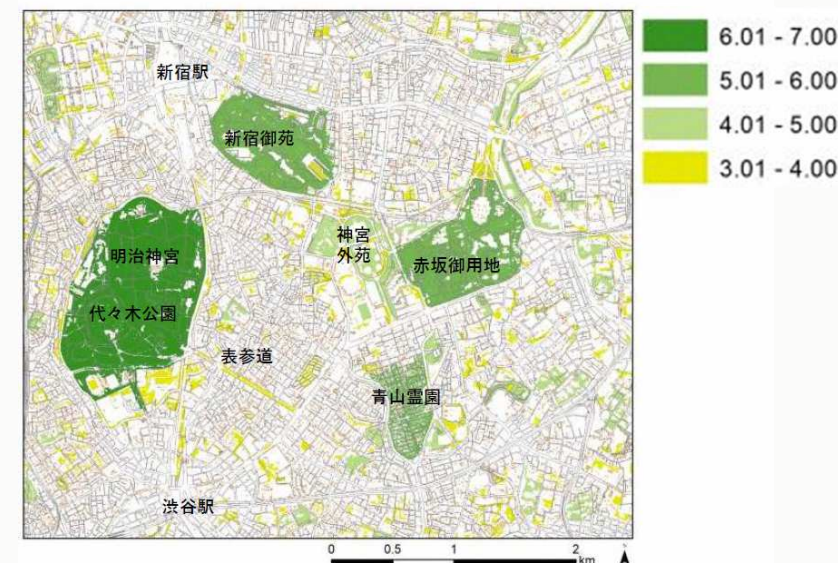 新宿駅
新宿御苑
明治神宮
代々木公園
神宮
外苑
赤坂御用地
表参道
青山霊園
渋谷駅
6.01 - 7.00
5.01 - 6.00
4.01 - 5.00
3.01 - 4.00
0 0.5 1 2
km